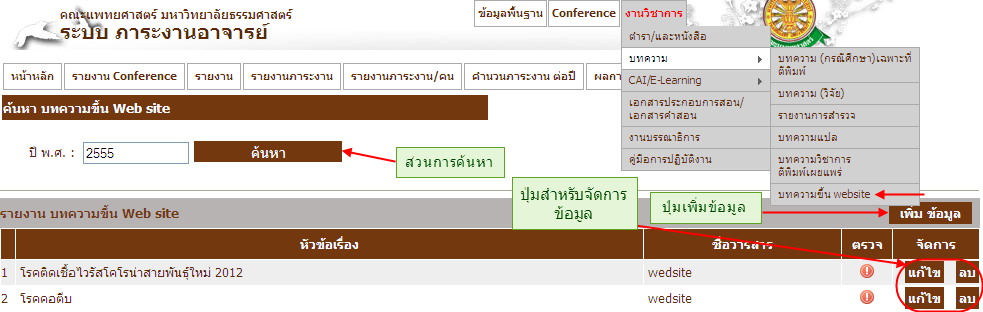 คณะแพทยศาสตร์ มหาวิทยาลัยธรรมศาสตร์
ระบบ ภาระงานอาจารย์
ข้อมูลพื้นฐาน Conference งานวิชาการ
ตำรา/และหนังสือ
บทความ
CAI/E-Learning
เอกสารประกอบการสอน/
เอกสารคำสอน
งานบรรณาธิการ
คู่มือการปฏิบัติงาน
บทความ (กรณีศึกษา)เฉพาะที่
ตีพิมพ์
บทความ (วิจัย)
รายงานการสำรวจ
บทความแปล
บทความวิชาการ
ตีพิมพ์เผยแพร่
บทความขึ้น website
หน้าหลัก รายงาน Conference รายงาน รายงานภาระงาน รายงานภาระงาน/คน คำนวนภาระงาน ต่อปี ผลกา
ค้นหา บทความขึ้น Web site
ปี พ.ศ. : 2555 ค้นหา
ส่วนการค้นหา
ปุ่มสำหรับจัดการ
ข้อมูล
ปุ่มเพิ่มข้อมูล
รายงาน บทความขึ้น Web site เพิ่ม ข้อมูล
หัวข้อเรื่อง ชื่อวารสาร ตรวจ จัดการ
1 โรคติดเชื้อไวรัสโคโรน่าสายพันธุ์ใหม่ 2012 wedsite แก้ไข ลบ
2 โรคคอตีบ wedsite แก้ไข ลบ